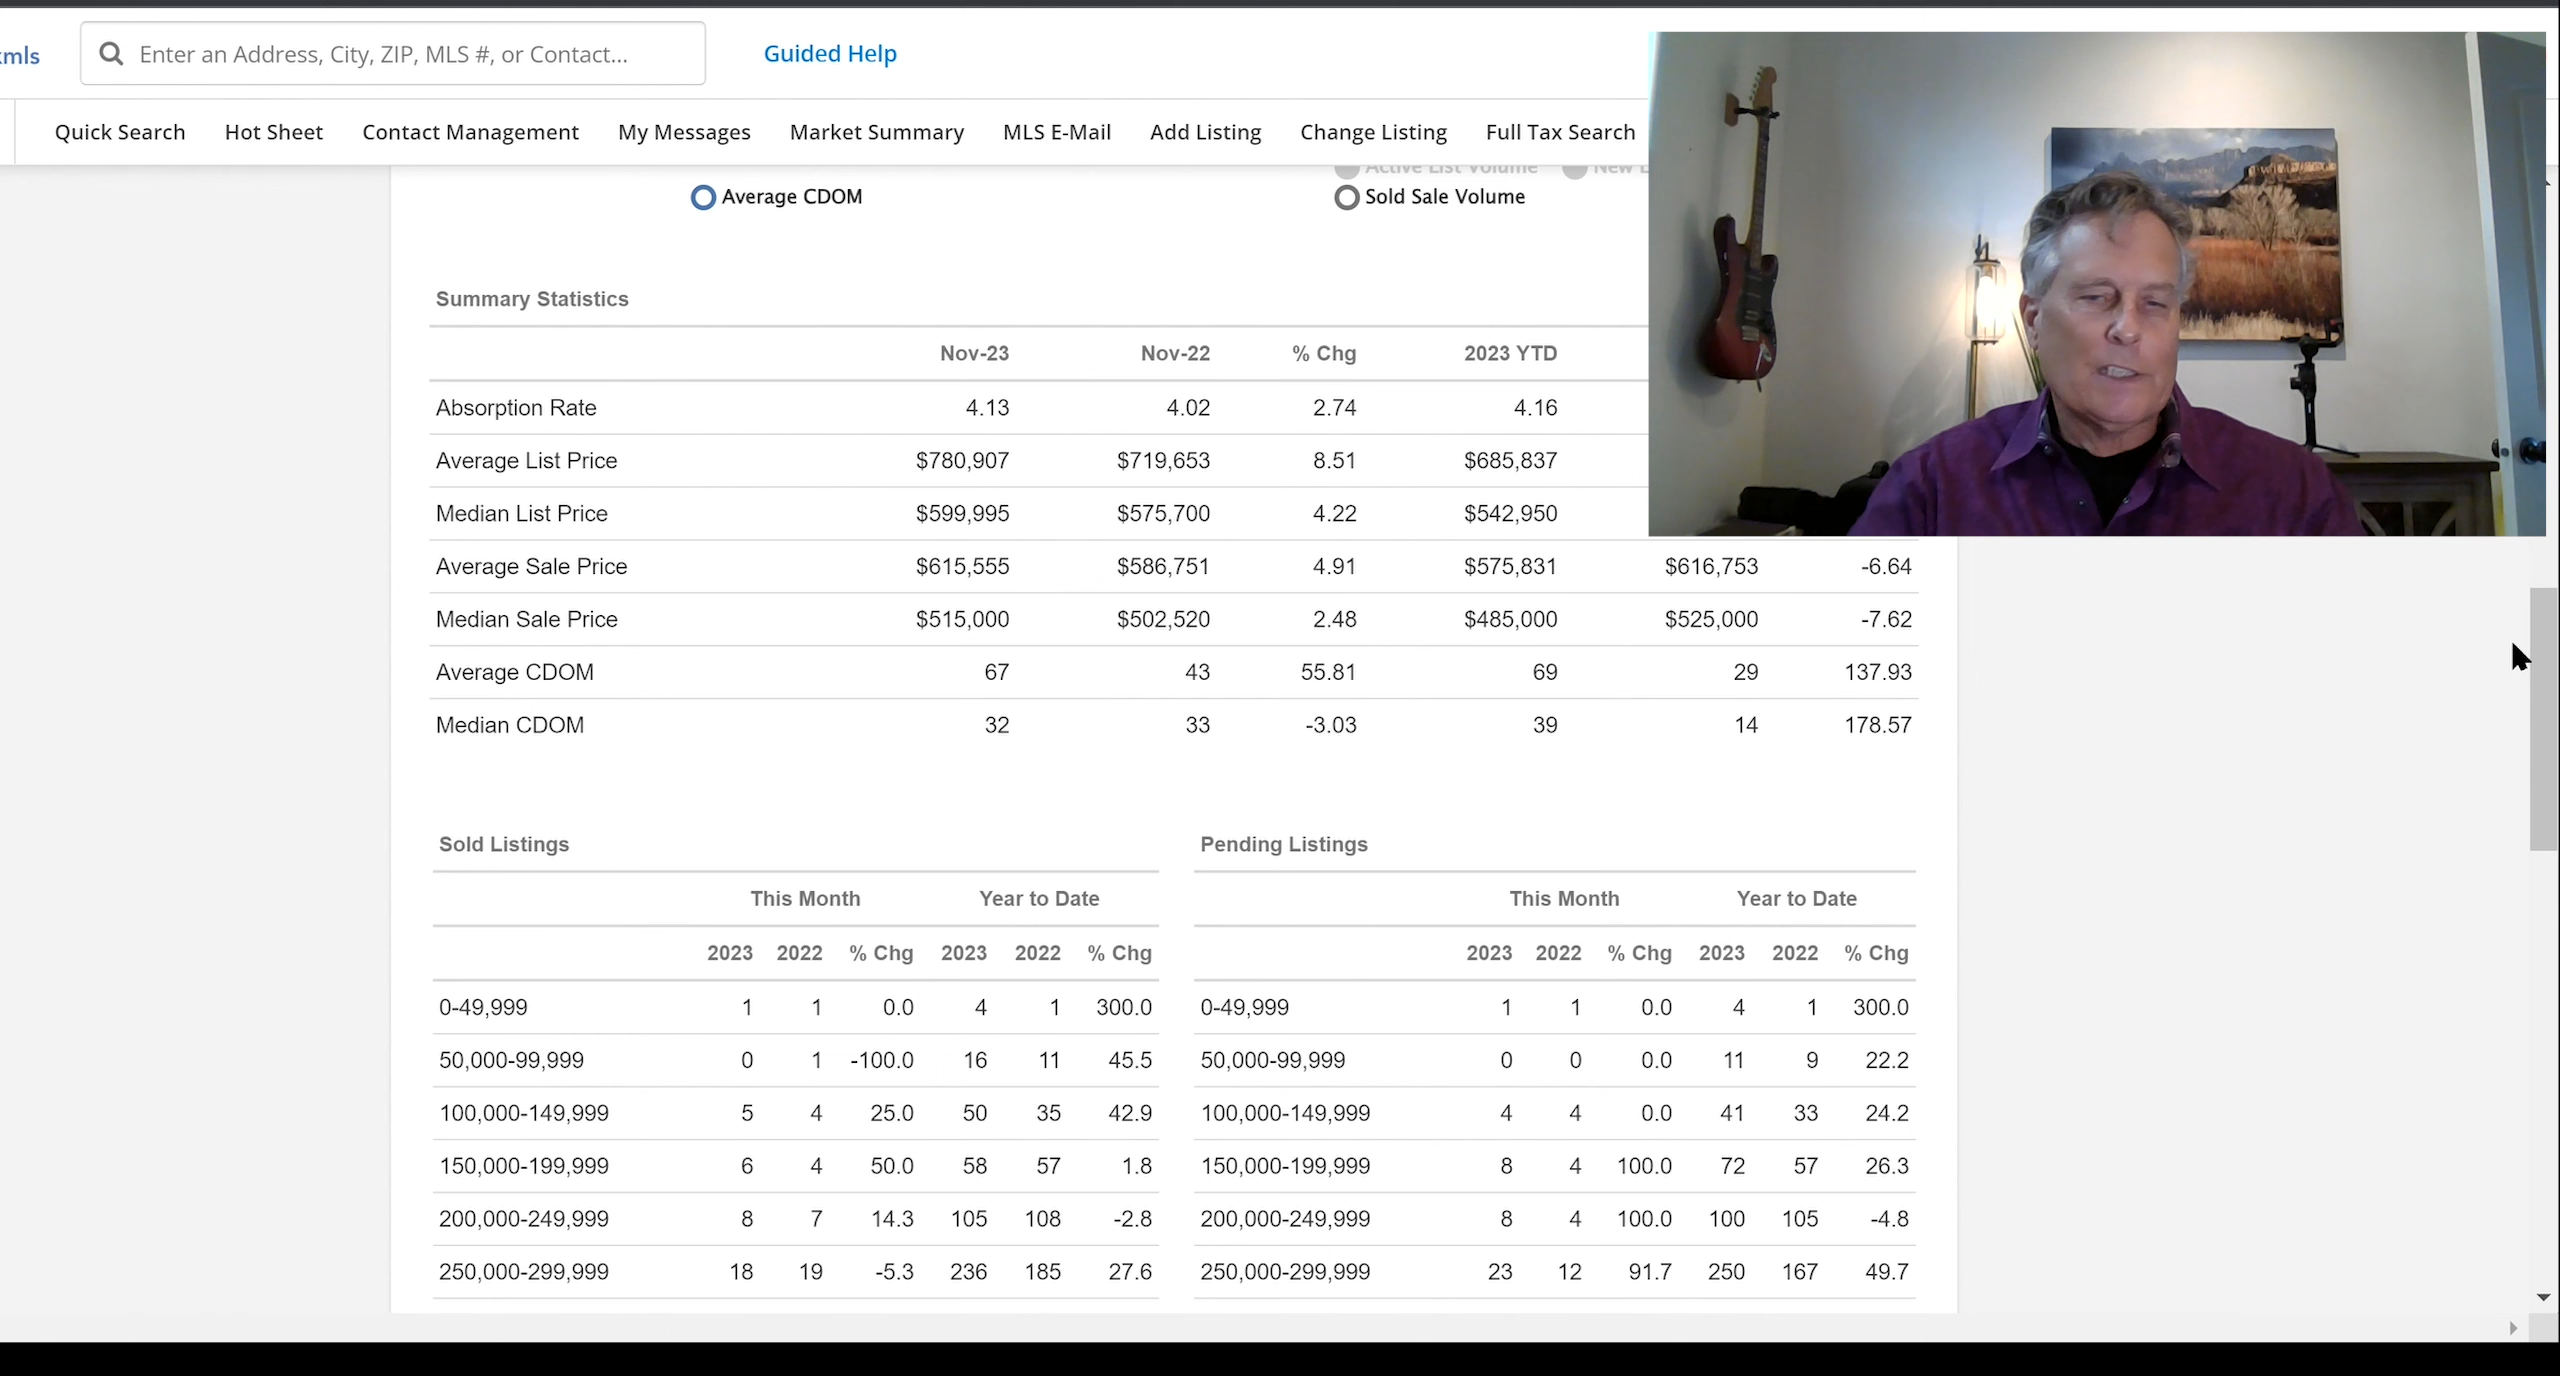 mls
Enter an Address, City, ZIP, MLS #, or Contact...
Guided Help
Quick Search Hot Sheet Contact Management My Messages Market Summary MLS E-Mail Add Listing Change Listing Full Tax Search
Active List Volume New
Average CDOM Sold Sale Volume
Summary Statistics
Nov-23 Nov-22 % Chg 2023 YTD
Absorption Rate 4.13 4.02 2.74 4.16
Average List Price $780,907 $719,653 8.51 $685,837
Median List Price $599,995 $575,700 4.22 $542,950
Average Sale Price $615,555 $586,751 4.91 $575,831 $616,753 -6.64
Median Sale Price $515,000 $502,520 2.48 $485,000 $525,000 -7.62
Average CDOM 67 43 55.81 69 29 137.93
Median CDOM 32 33 -3.03 39 14 178.57
Sold Listings
This Month Year to Date
2023 2022 % Chg 2023 2022 % Chg
0-49,999 1 1 0.0 4 1 300.0
50,000-99,999 0 1 -100.0 16 11 45.5
100,000-149,999 5 4 25.0 50 35 42.9
150,000-199,999 6 4 50.0 58 57 1.8
200,000-249,999 8 7 14.3 105 108 -2.8
250,000-299,999 18 19 -5.3 236 185 27.6
Pending Listings
This Month Year to Date
2023 2022 % Chg 2023 2022 % Chg
0-49,999 1 1 0.0 4 1 300.0
50,000-99,999 0 0 0.0 11 9 22.2
100,000-149,999 4 4 0.0 41 33 24.2
150,000-199,999 8 4 100.0 72 57 26.3
200,000-249,999 8 4 100.0 100 105 -4.8
250,000-299,999 23 12 91.7 250 167 49.7